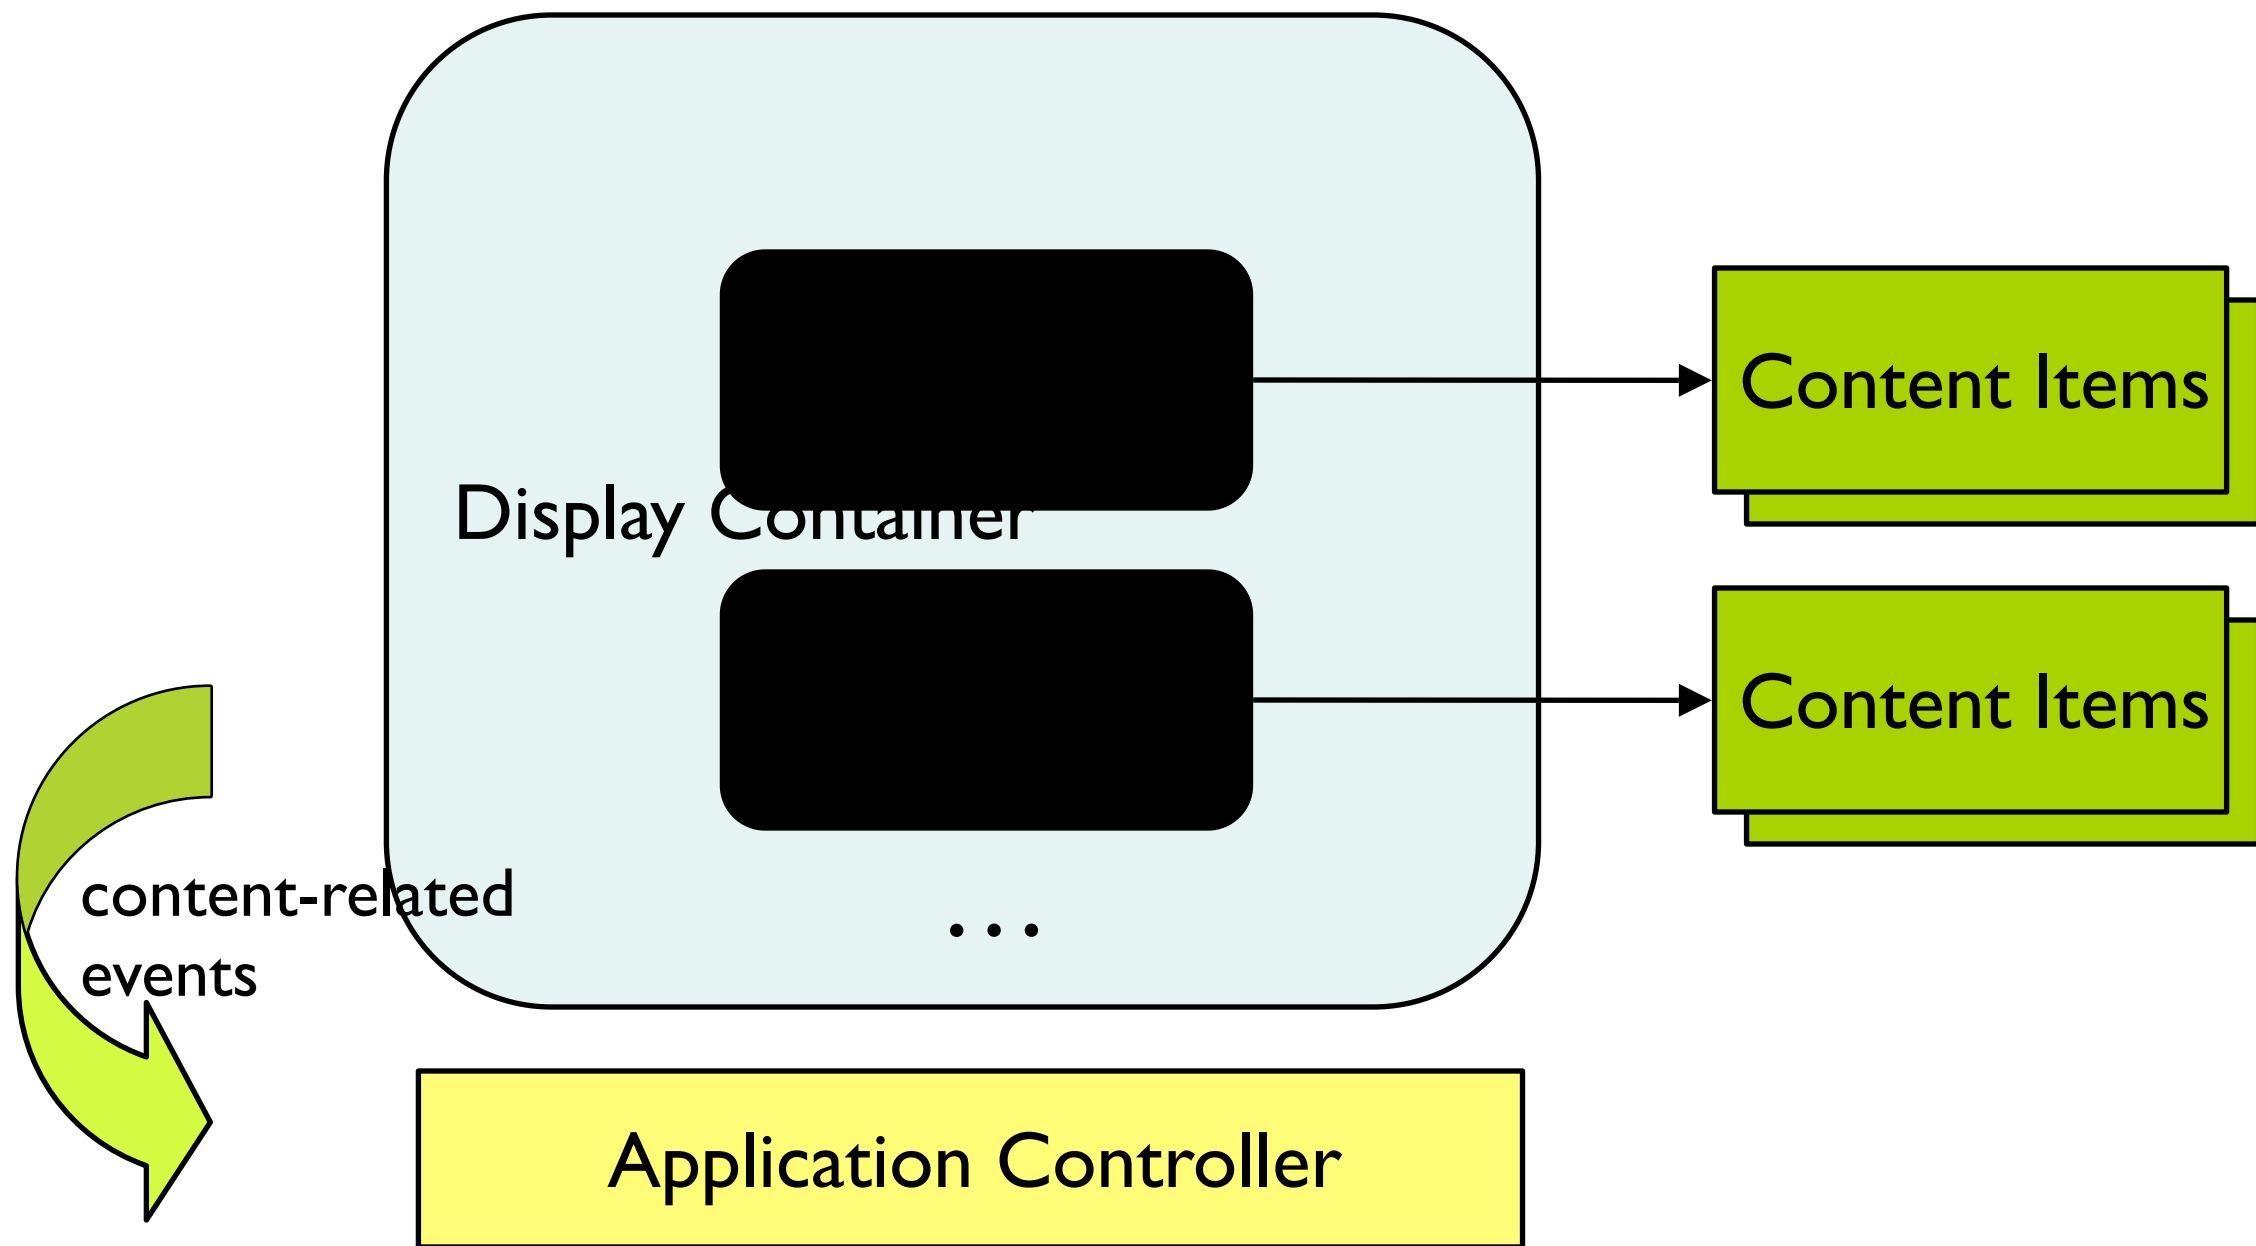 Content Items
Display Container
Content Items
content-related
events
...
Application Controller